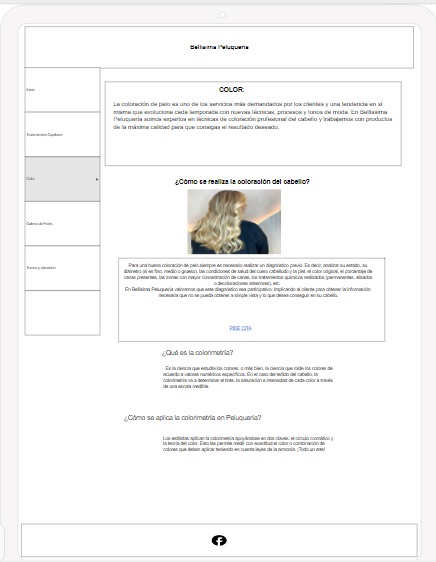 Bellisima Peluquería
Inicio
Tratamientos Capilares
Color
Galería de Fotos
COLOR:
La coloración de pelo es uno de los servicios más demandados por los clientes y una tendencia en sí
misma que evoluciona cada temporada con nuevas técnicas, procesos y tonos de moda. En Bellisima
Peluquería somos expertos en técnicas de coloración profesional del cabello y trabajamos con productos
de la máxima calidad para que consigas el resultado deseado.
¿Cómo se realiza la coloración del cabello?
Para una buena coloración de pelo siempre es necesario realizar un diagnóstico previo. Es decir, analizar su estado, su
diámetro (si es fino, medio o grueso), las condiciones de salud del cuero cabelludo y la piel, el color original, el porcentaje de
canas presentes, las zonas con mayor concentración de canas, los tratamientos químicos realizados (permanentes, alisados
o decoloraciones anteriores), etc.
En Bellisima Peluquería valoramos que este diagnóstico sea participativo, implicando al cliente para obtener la información
necesaria que no se pueda obtener a simple vista y lo que desea conseguir en su cabello.
PIDE CITA
¿Qué es la colorimetría?
Es la ciencia que estudia los colores, o más bien, la ciencia que mide los colores de
acuerdo a valores numéricos específicos. En el caso del teñido del cabello, la
colorimetría va a determinar el tinte, la saturación e intensidad de cada color a través
de una escala medible.
¿Cómo se aplica la colorimetría en Peluquería?
Los estilistas aplican la colorimetría apoyándose en dos claves: el círculo cromático y
la teoría del color. Esto les permite medir con exactitud el color o combinación de
colores que deban aplicar teniendo en cuenta leyes de la armonía. ¡Todo un arte!